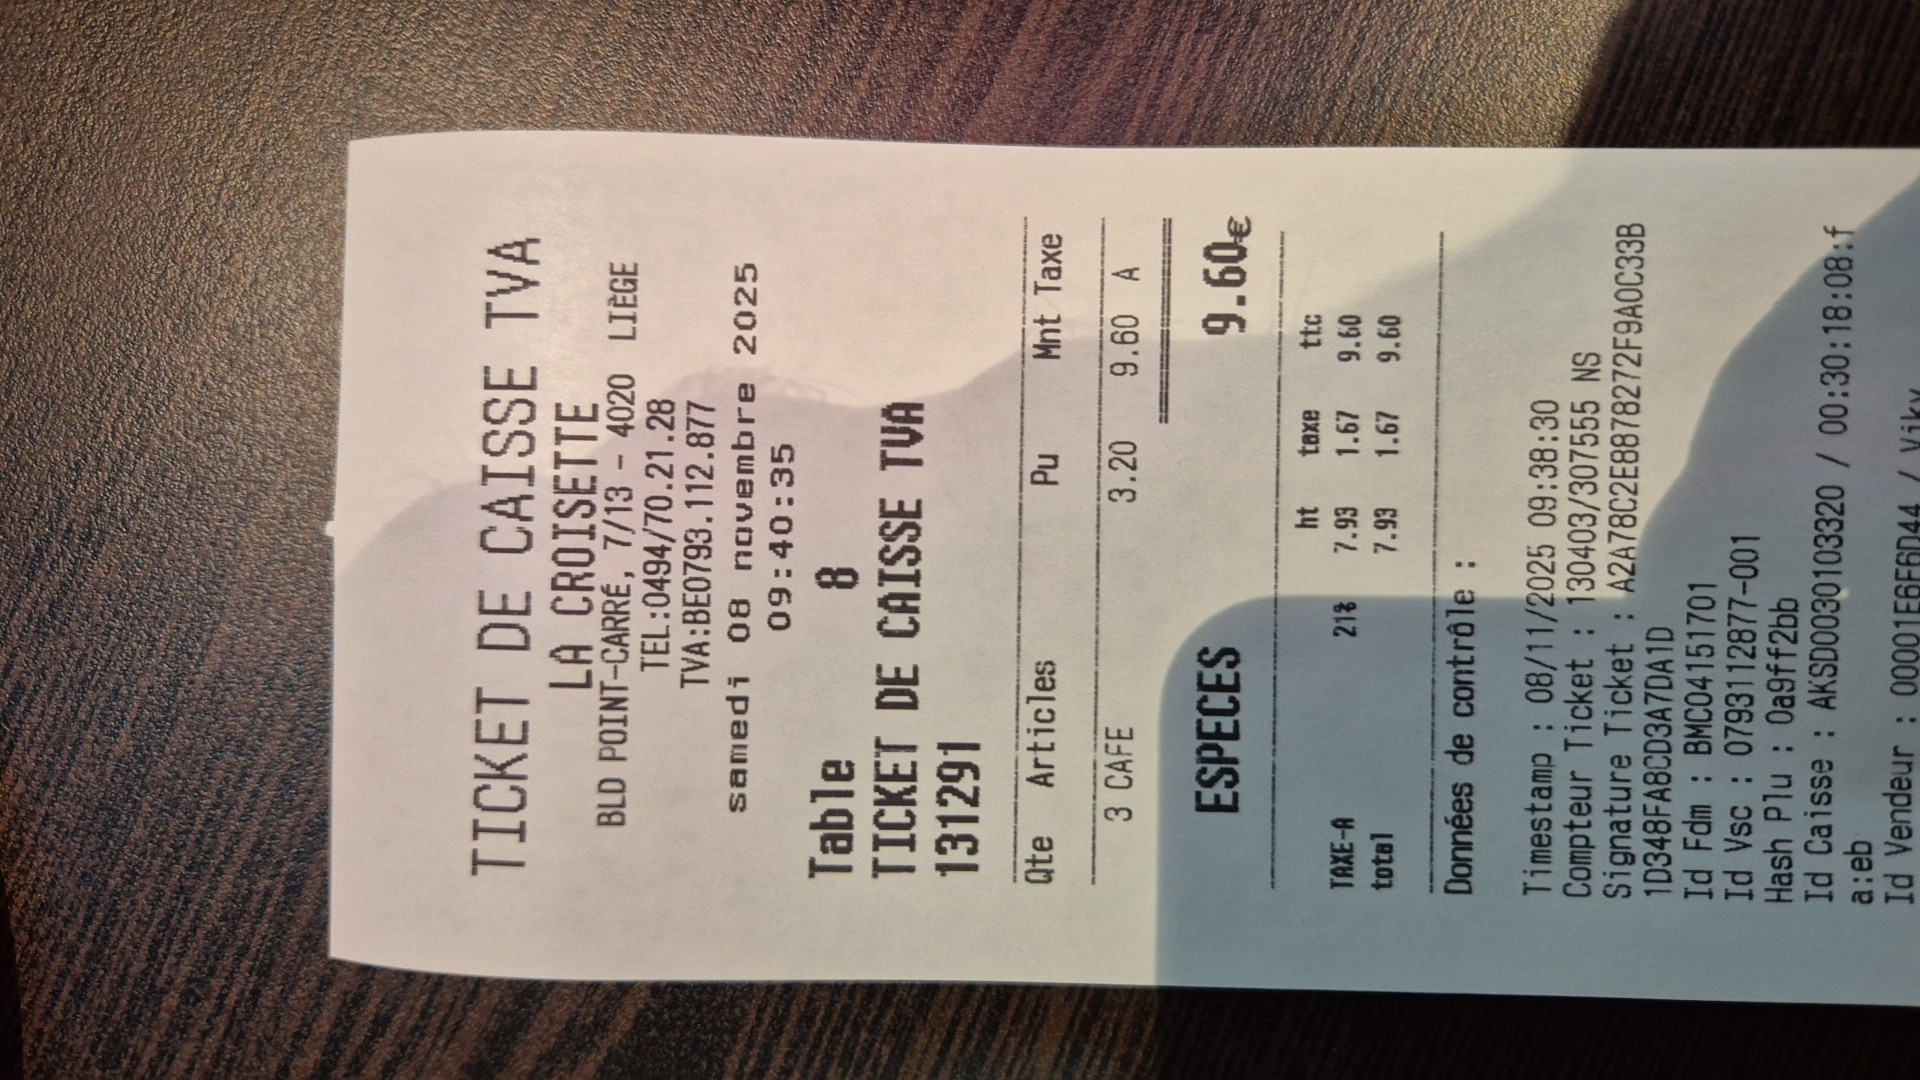 TICKET DE CAISSE TVA
LA CROISETTE
BLD POINT-CARRÉ, 7/13 - 4020 LIÈGE
TEL:0494/70.21.28
TVA:BE0793.112.877
samedi 08 novembre 2025
09:40:35
Table 8
TICKET DE CAISSE TVA
131291
Qte Articles Pu Mnt Taxe
3 CAFE 3.20 9.60 A
ESPECES 9.60€
ht taxe ttc
TAXE-A 21% 7.93 1.67 9.60
total 7.93 1.67 9.60
Données de contrôle :
Timestamp : 08/11/2025 09:38:30
Compteur Ticket : 130403/307555 NS
Signature Ticket : A2A78C2E8878272F9A0C333B
1D348FA8CD3A7DA1D
Id Fdm : BMC04151701
Id Vsc : 0793112877-001
Hash Plu : 0a9ff2bb
Id Caisse : AKSD0030103320 / 00:30:18:08:f
a:eb
Id Vendeur : 00001E6F6D44 / Viky